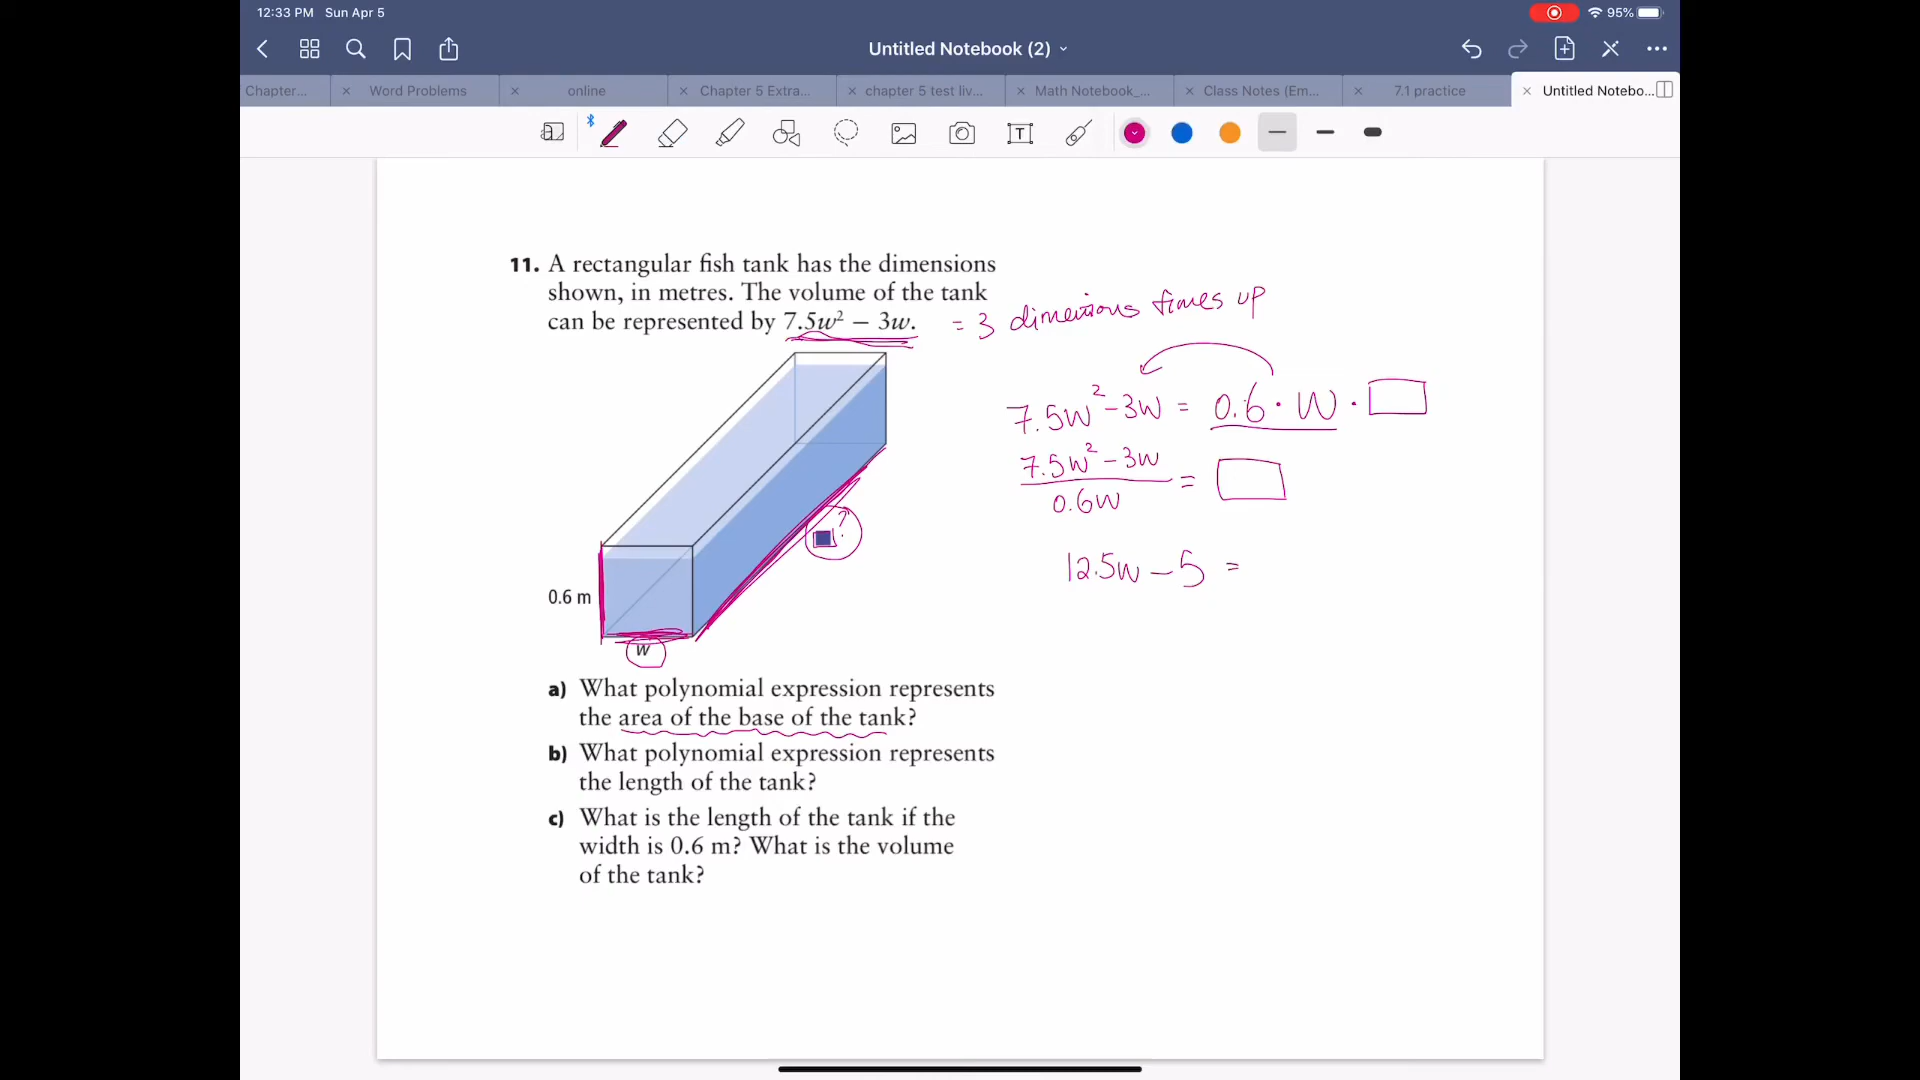 12:33 PM Sun Apr 5
95%
Untitled Notebook (2)
Chapter...
Word Problems
online
Chapter 5 Extra...
chapter 5 test liv...
Math Notebook_...
Class Notes (Em...
7.1 practice
Untitled Notebo...
11. A rectangular fish tank has the dimensions
shown, in metres. The volume of the tank
can be represented by 7.5w² − 3w.
= 3 dimensions times up
7.5w² - 3w = 0.6 · w ·
7.5w² - 3w
0.6w
=
12.5w - 5 =
?
0.6 m
w
a) What polynomial expression represents
the area of the base of the tank?
b) What polynomial expression represents
the length of the tank?
c) What is the length of the tank if the
width is 0.6 m? What is the volume
of the tank?